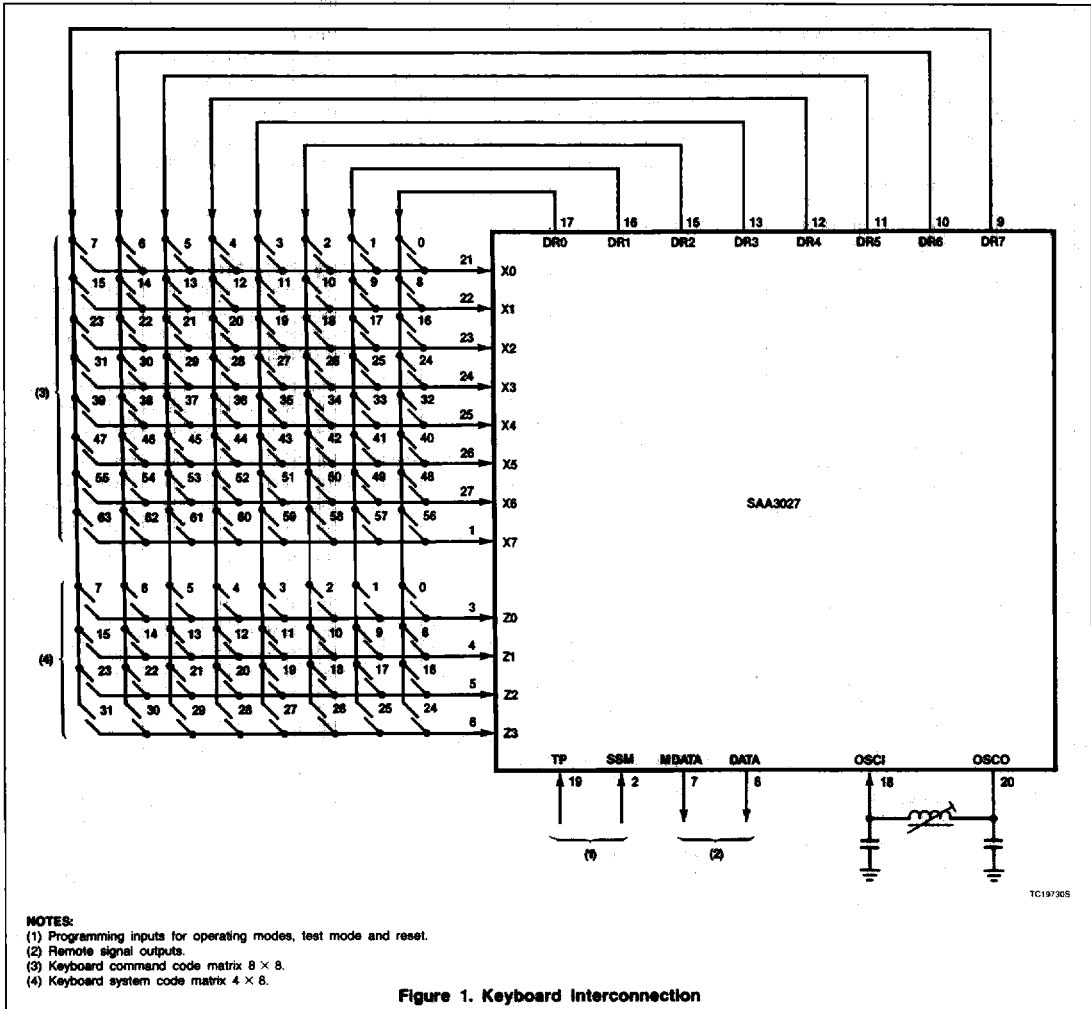 17 16 15 13 12 11 10 9
DR0 DR1 DR2 DR3 DR4 DR5 DR6 DR7
7 6 5 4 3 2 1 0
21 X0
15 14 13 12 11 10 9 8
22 X1
23 22 21 20 19 18 17 16
23 X2
31 30 29 28 27 26 25 24
24 X3
(3)
39 38 37 36 35 34 33 32
25 X4
47 46 45 44 43 42 41 40
26 X5
55 54 53 52 51 50 49 48
27 X6
SAA3027
63 62 61 60 59 58 57 56
1 X7
7 6 5 4 3 2 1 0
3 Z0
15 14 13 12 11 10 9 8
4 Z1
(4)
23 22 21 20 19 18 17 16
5 Z2
31 30 29 28 27 26 25 24
6 Z3
TP SSM MDATA DATA OSCI OSCO
19 2 7 8 18 20
(1) (2)
TC19730S
NOTES:
(1) Programming inputs for operating modes, test mode and reset.
(2) Remote signal outputs.
(3) Keyboard command code matrix 8 × 8.
(4) Keyboard system code matrix 4 × 8.
Figure 1. Keyboard Interconnection